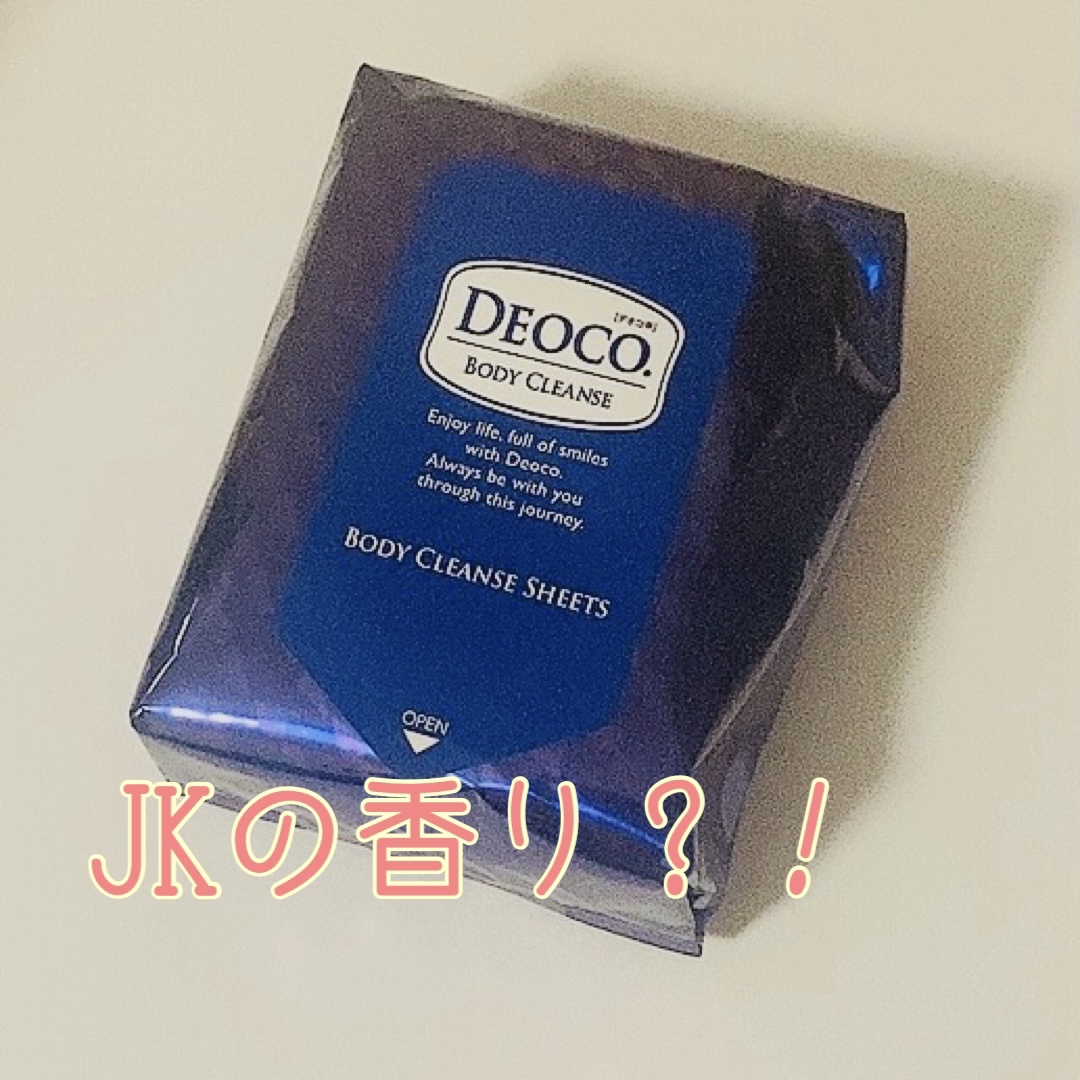 DEOCO.
【デオコ®】
BODY CLEANSE
Enjoy life, full of smiles
with Deoco.
Always be with you
through this journey.
BODY CLEANSE SHEETS
OPEN
JKの香り?!